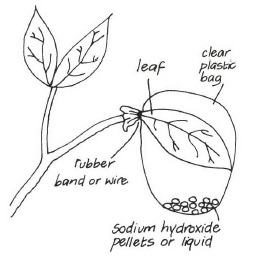 leaf
clear
plastic
bag
rubber
band or wire
sodium hydroxide
pellets or liquid